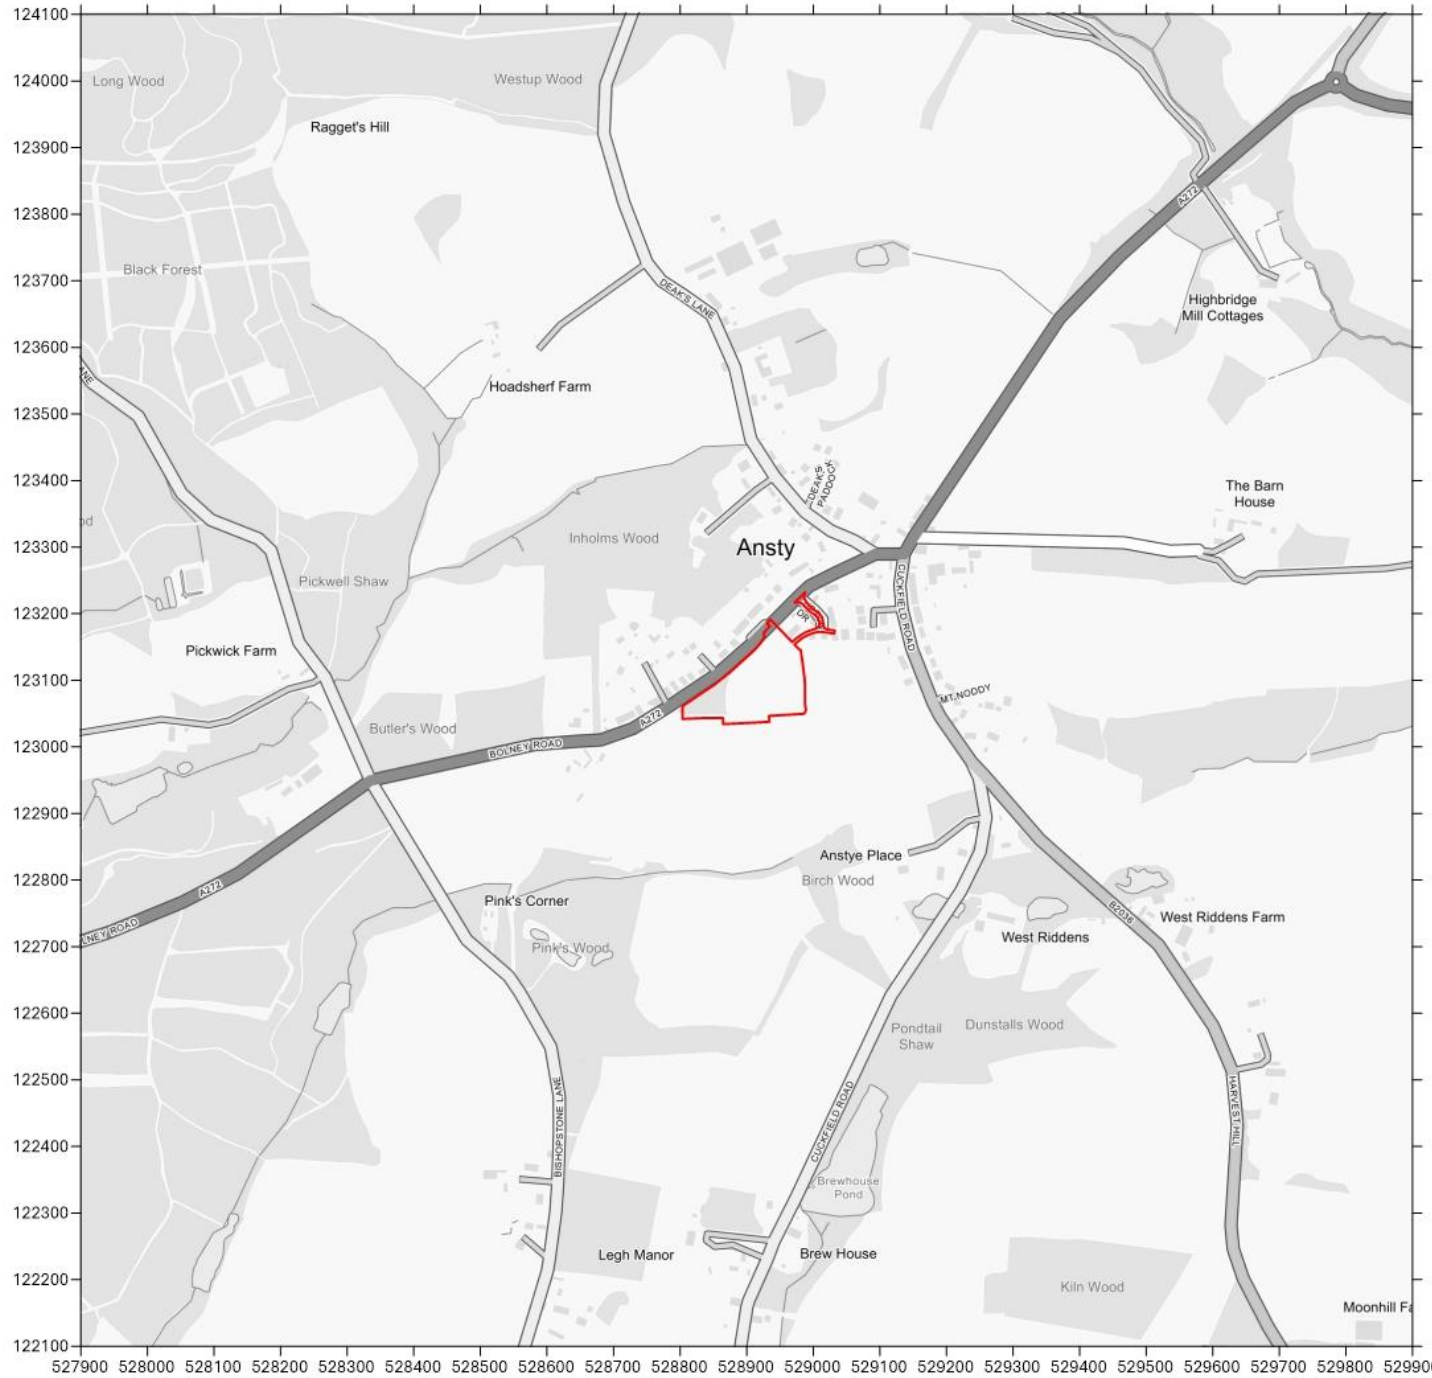 124100
124000
123900
123800
123700
123600
123500
123400
123300
123200
123100
123000
122900
122800
122700
122600
122500
122400
122300
122200
122100
Long Wood
Westup Wood
Ragget's Hill
A272
Black Forest
DEAK'S LANE
Highbridge
Mill Cottages
Hoadsherf Farm
DEAK'S
PADDOCK
The Barn
House
Inholms Wood
Ansty
Pickwell Shaw
CUCKFIELD ROAD
DR
Pickwick Farm
MT NODDY
A272
Butler's Wood
BOLNEY ROAD
Anstye Place
Birch Wood
A272
Pink's Corner
B2036
West Riddens Farm
LNEY ROAD
West Riddens
Pink's Wood
Pondtail
Shaw
Dunstalls Wood
BISHOPSTONE LANE
CUCKFIELD ROAD
HARVEST HILL
Brewhouse
Pond
Legh Manor
Brew House
Kiln Wood
Moonhill Fa
527900 528000 528100 528200 528300 528400 528500 528600 528700 528800 528900 529000 529100 529200 529300 529400 529500 529600 529700 529800 52990